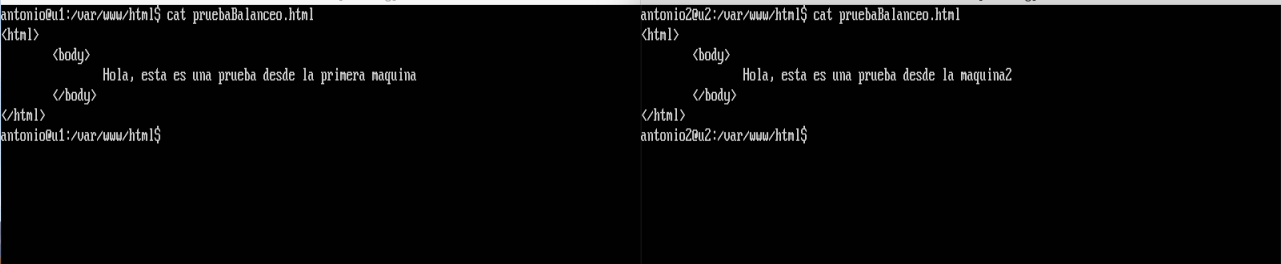 antonio@u1:/var/www/html$ cat pruebaBalanceo.html
<html>
<body>
Hola, esta es una prueba desde la primera maquina
</body>
</html>
antonio@u1:/var/www/html$
antonio2@u2:/var/www/html$ cat pruebaBalanceo.html
<html>
<body>
Hola, esta es una prueba desde la maquina2
</body>
</html>
antonio2@u2:/var/www/html$